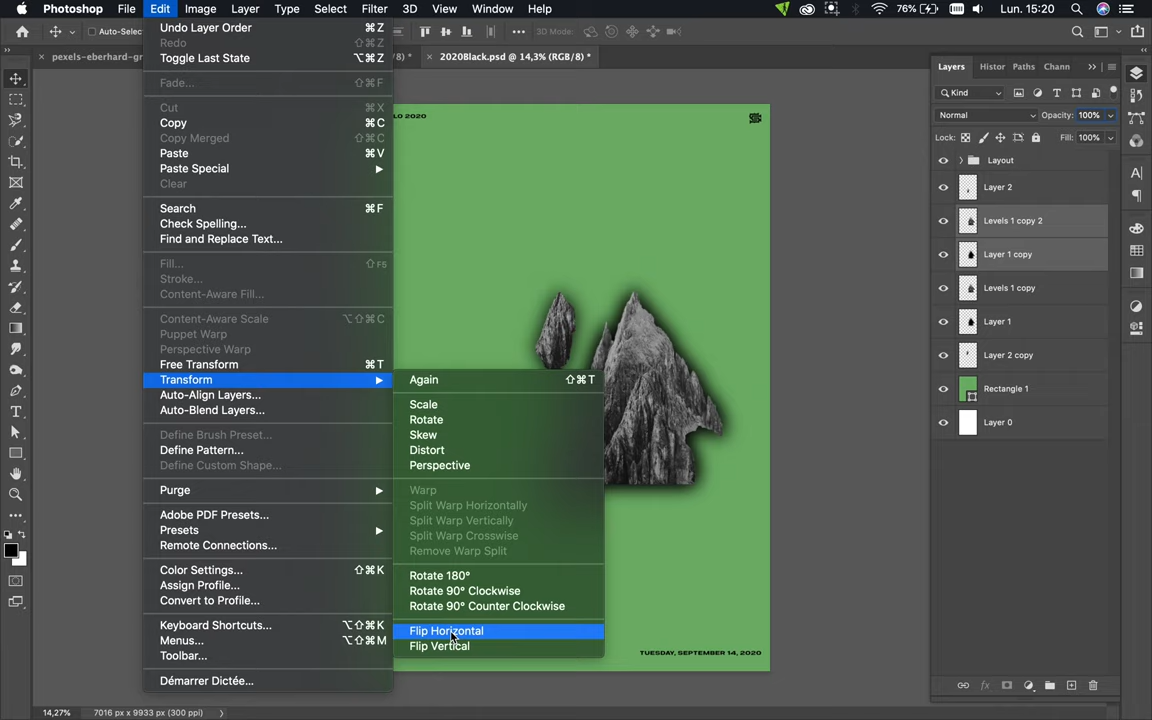 Photoshop File Edit Image Layer Type Select Filter 3D View Window Help 76% Lun. 15:20
Auto-Selec 3D Mode:
pexels-eberhard-gr /8) * 2020Black.psd @ 14,3% (RGB/8) *
Undo Layer Order ⌘Z
Redo ⌘Z
Toggle Last State ⌥⇧⌘Z
Fade... ⇧⌘F
Cut ⌘X
Copy ⌘C
Copy Merged ⇧⌘C
Paste ⌘V
Paste Special
Clear
Search ⌘F
Check Spelling...
Find and Replace Text...
Fill... ⇧F5
Stroke...
Content-Aware Fill...
Content-Aware Scale ⌥⇧⌘C
Puppet Warp
Perspective Warp
Free Transform ⌘T
Transform
Auto-Align Layers...
Auto-Blend Layers...
Define Brush Preset...
Define Pattern...
Define Custom Shape...
Purge
Adobe PDF Presets...
Presets
Remote Connections...
Color Settings... ⇧⌘K
Assign Profile...
Convert to Profile...
Keyboard Shortcuts... ⌥⇧⌘K
Menus... ⌥⇧⌘M
Toolbar...
Démarrer Dictée...
Again ⇧⌘T
Scale
Rotate
Skew
Distort
Perspective
Warp
Split Warp Horizontally
Split Warp Vertically
Split Warp Crosswise
Remove Warp Split
Rotate 180°
Rotate 90° Clockwise
Rotate 90° Counter Clockwise
Flip Horizontal
Flip Vertical
LO 2020
TUESDAY, SEPTEMBER 14, 2020
Layers Histor Paths Chann
Kind
Normal Opacity: 100%
Lock: Fill: 100%
Layout
Layer 2
Levels 1 copy 2
Layer 1 copy
Levels 1 copy
Layer 1
Layer 2 copy
Rectangle 1
Layer 0
14,27% 7016 px x 9933 px (300 ppi)